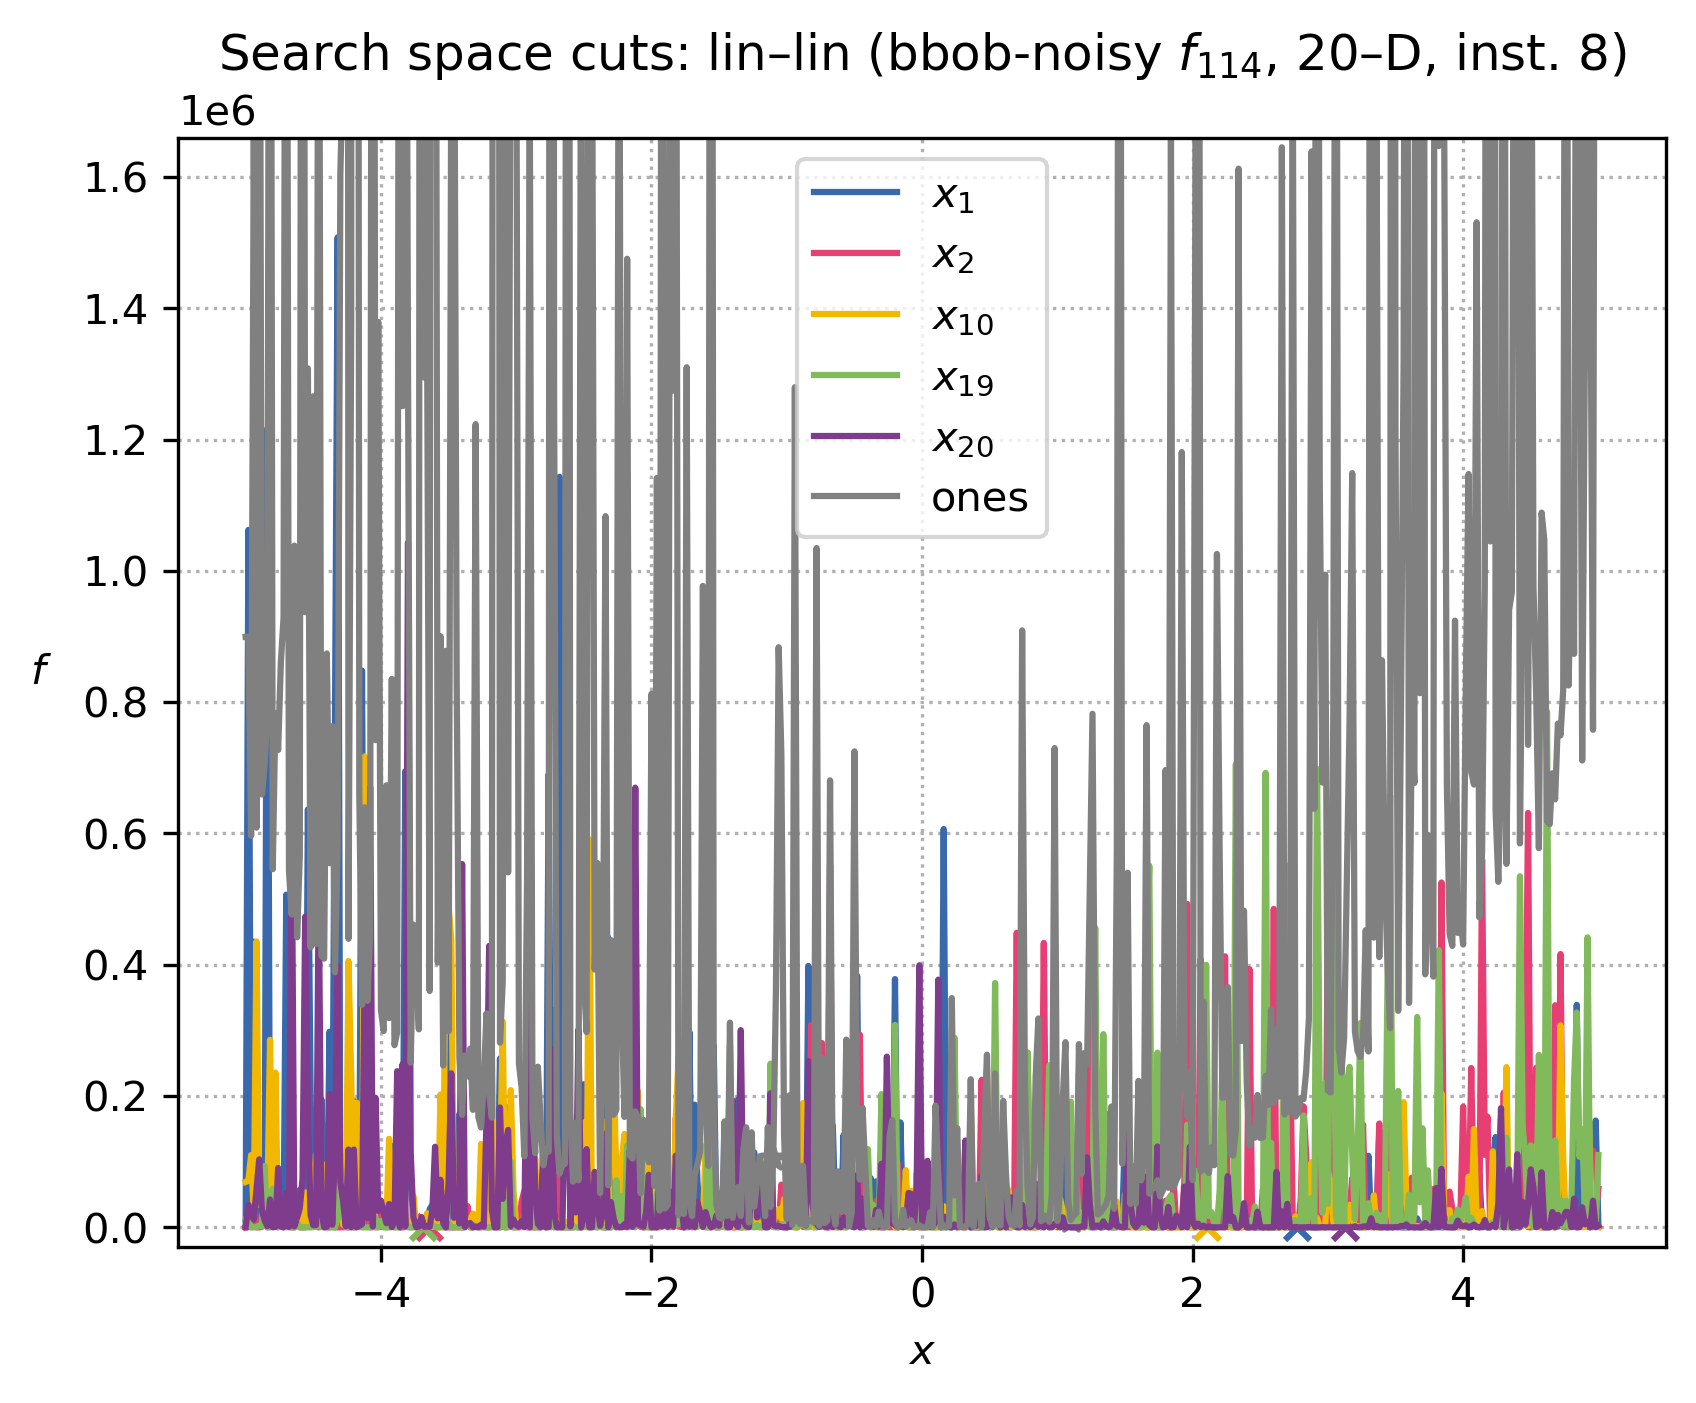 Search space cuts: lin–lin (bbob-noisy f₁₁₄, 20–D, inst. 8)
1e6
1.6
1.4
1.2
1.0
0.8
0.6
0.4
0.2
0.0
f
x₁
x₂
x₁₀
x₁₉
x₂₀
ones
−4 −2 0 2 4
x